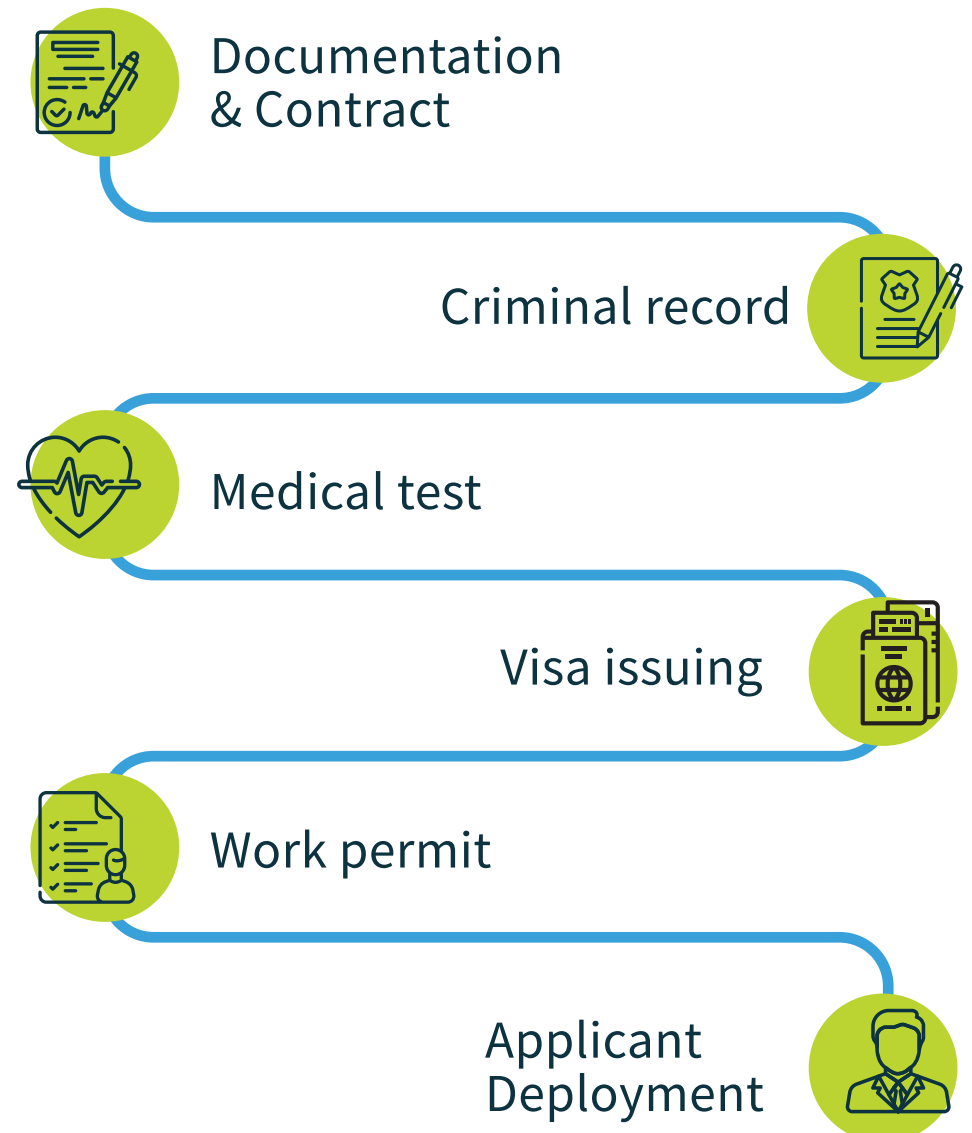 Documentation
& Contract
Criminal record
Medical test
Visa issuing
Work permit
Applicant
Deployment